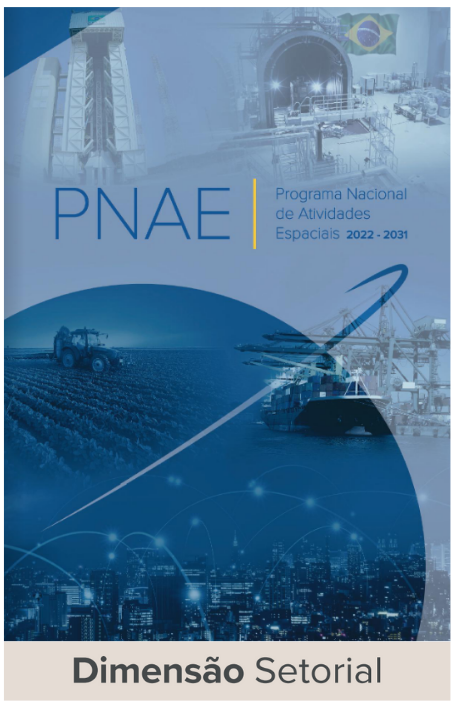 PNAE
Programa Nacional
de Atividades
Espaciais 2022 - 2031
Dimensão Setorial